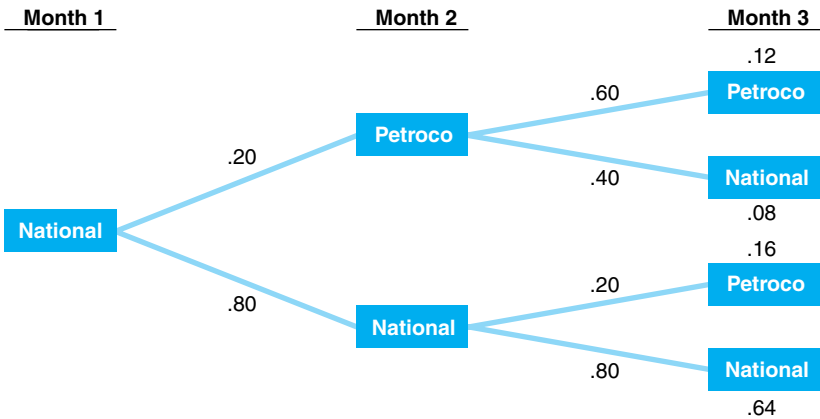 Month 1 Month 2 Month 3
.12
.60 Petroco
Petroco
.20
.40 National
.08
National
.16
.20 Petroco
.80
National
.80 National
.64